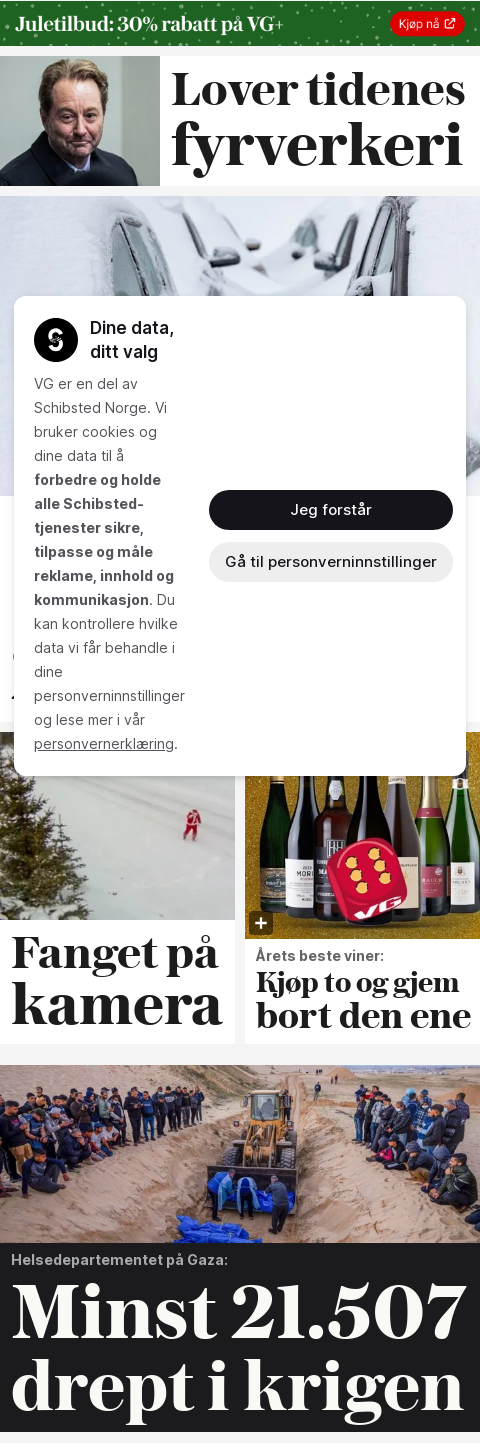 Juletilbud: 30% rabatt på VG+
Kjøp nå
Lover tidenes
fyrverkeri
Dine data,
ditt valg
VG er en del av
Schibsted Norge. Vi
bruker cookies og
dine data til å
forbedre og holde
alle Schibsted-
tjenester sikre,
tilpasse og måle
reklame, innhold og
kommunikasjon. Du
kan kontrollere hvilke
data vi får behandle i
dine
personverninnstillinger
og lese mer i vår
personvernerklæring.
Jeg forstår
Gå til personverninnstillinger
VG
Fanget på
kamera
Årets beste viner:
Kjøp to og gjem
bort den ene
Helsedepartementet på Gaza:
Minst 21.507
drept i krigen